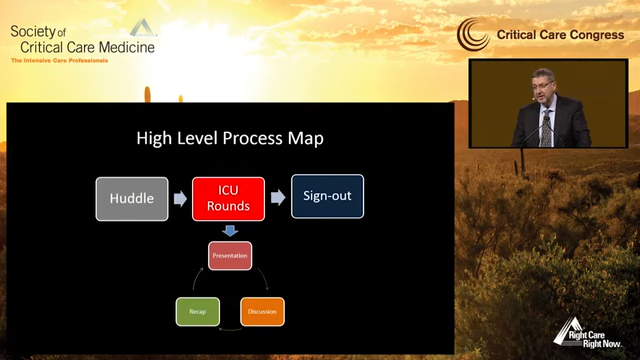 Society of
Critical Care Medicine
The Intensive Care Professionals
Critical Care Congress
High Level Process Map
Huddle
ICU
Rounds
Sign-out
Presentation
Recap
Discussion
Right Care
Right Now